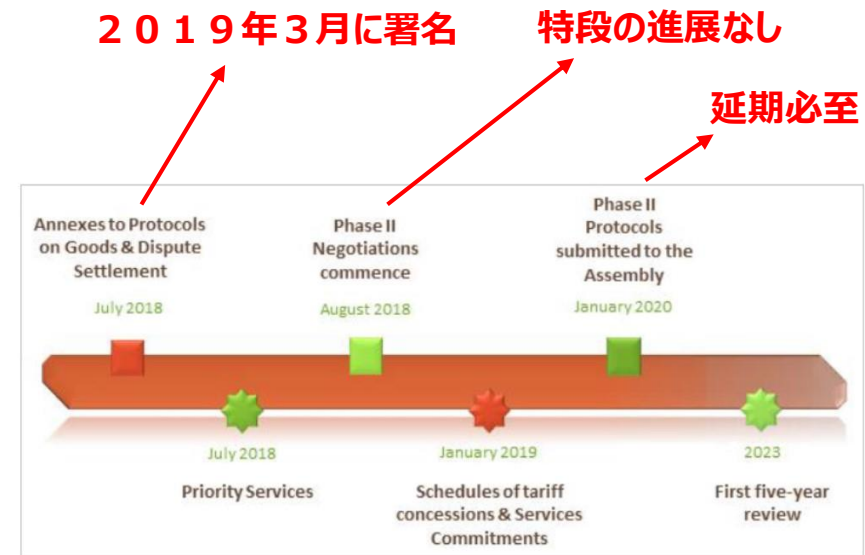 ２０１９年３月に署名
特段の進展なし
延期必至
Annexes to Protocols
on Goods & Dispute
Settlement
July 2018
Phase II
Negotiations
commence
August 2018
Phase II
Protocols
submitted to the
Assembly
January 2020
July 2018
Priority Services
January 2019
Schedules of tariff
concessions & Services
Commitments
2023
First five-year
review